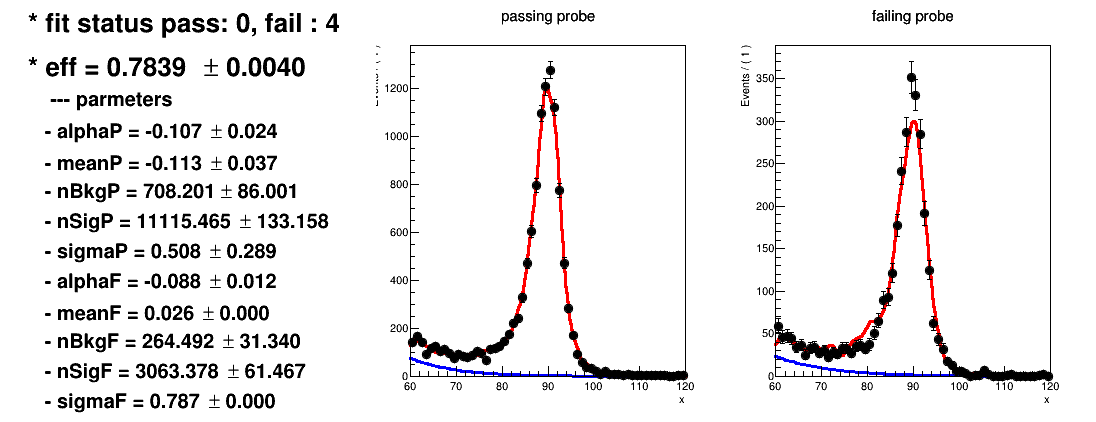 * fit status pass: 0, fail : 4
* eff = 0.7839 ± 0.0040
--- parmeters
- alphaP = -0.107 ± 0.024
- meanP = -0.113 ± 0.037
- nBkgP = 708.201 ± 86.001
- nSigP = 11115.465 ± 133.158
- sigmaP = 0.508 ± 0.289
- alphaF = -0.088 ± 0.012
- meanF = 0.026 ± 0.000
- nBkgF = 264.492 ± 31.340
- nSigF = 3063.378 ± 61.467
- sigmaF = 0.787 ± 0.000
passing probe
1200
1000
800
600
400
200
0
60 70 80 90 100 110 120
x
failing probe
Events / ( 1 )
350
300
250
200
150
100
50
0
60 70 80 90 100 110 120
x